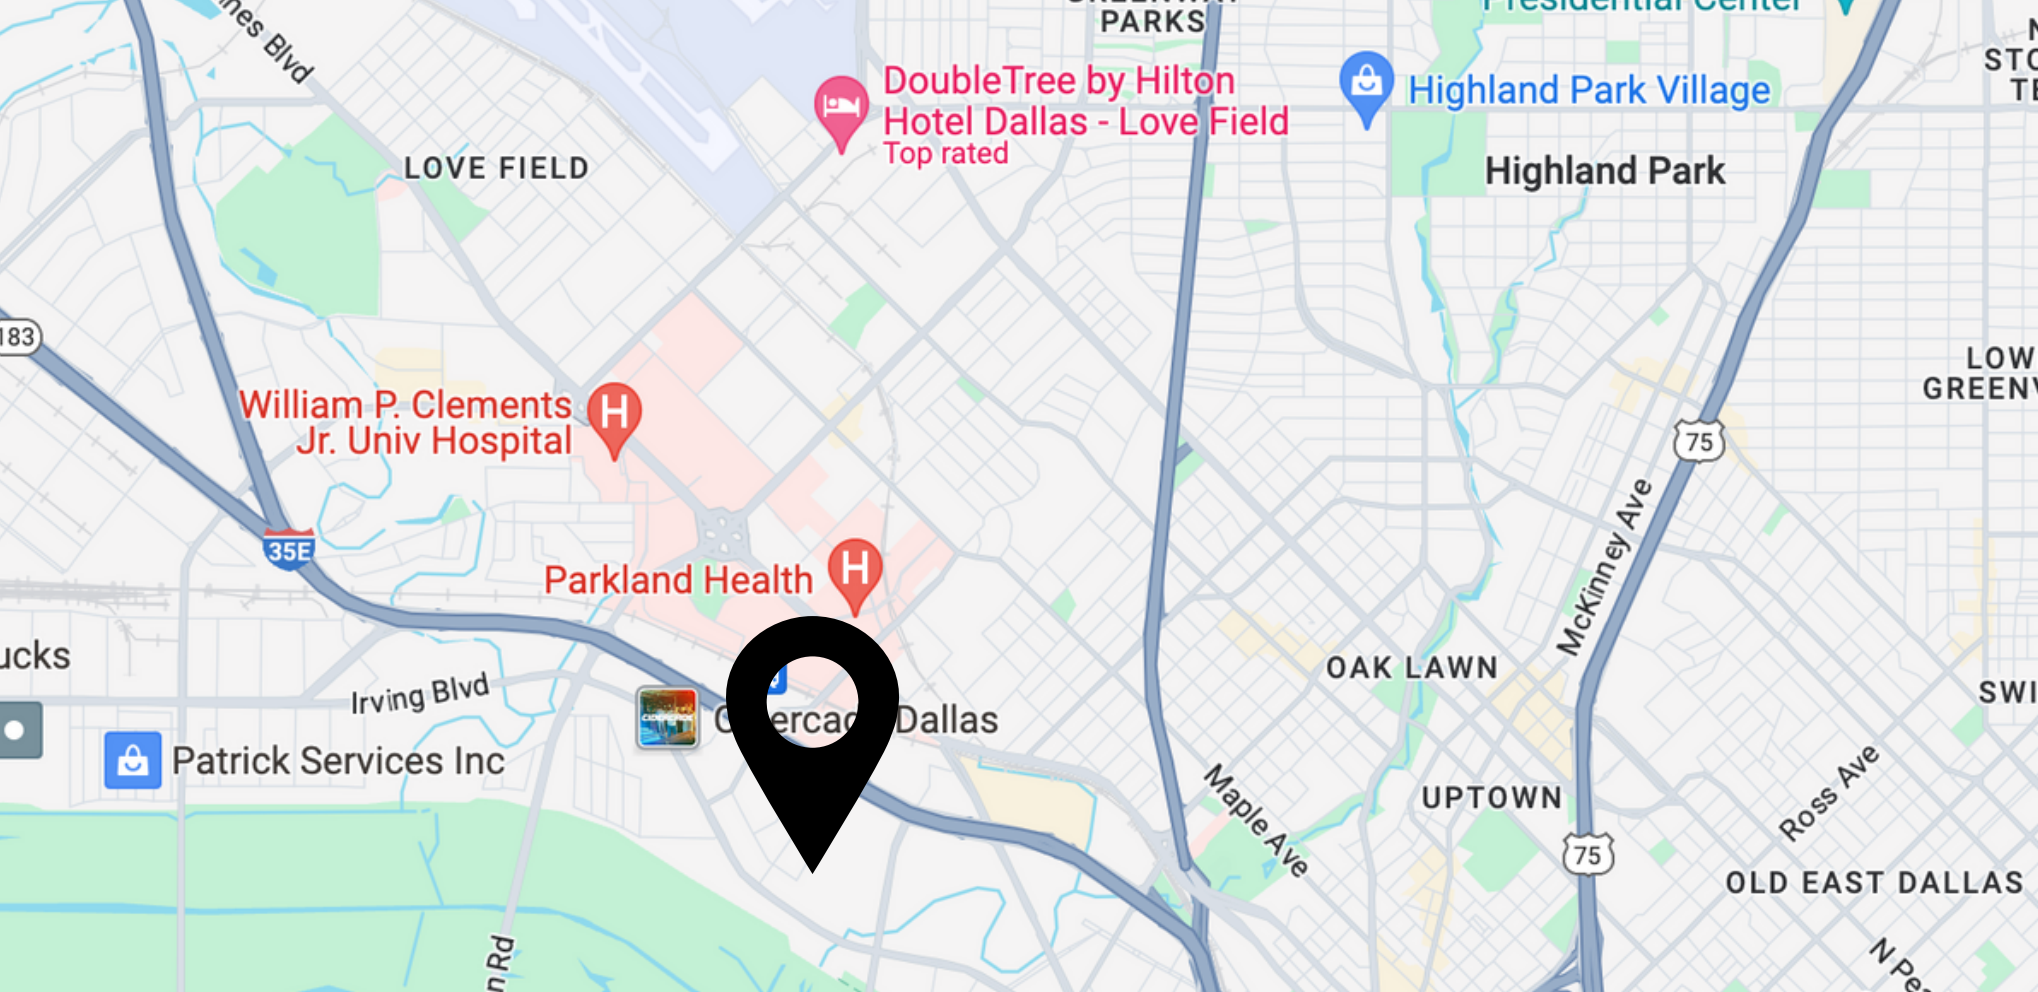 PARKS
Presidential Center
DoubleTree by Hilton
Hotel Dallas - Love Field
Top rated
Highland Park Village
Highland Park
LOVE FIELD
183
William P. Clements
Jr. Univ Hospital
H
75
35E
Parkland Health
H
McKinney Ave
OAK LAWN
Irving Blvd
Dallas
Patrick Services Inc
Maple Ave
UPTOWN
Ross Ave
75
OLD EAST DALLAS